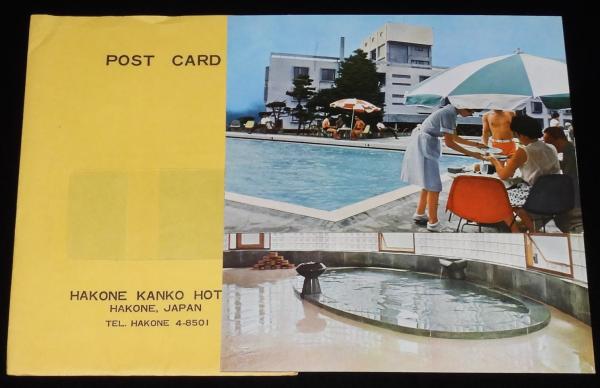 POST CARD
HAKONE KANKO HOT
HAKONE, JAPAN
TEL. HAKONE 4-8501